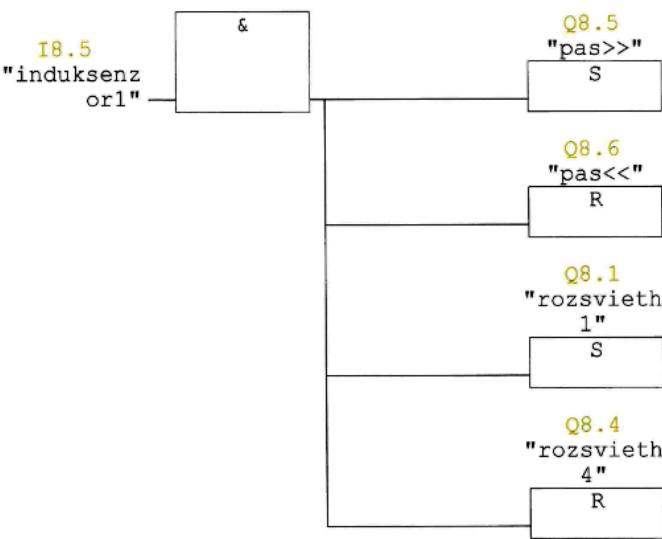 &
I8.5
"induksenz
or1"
Q8.5
"pas>>"
S
Q8.6
"pas<<"
R
Q8.1
"rozsvieth
1"
S
Q8.4
"rozsvieth
4"
R